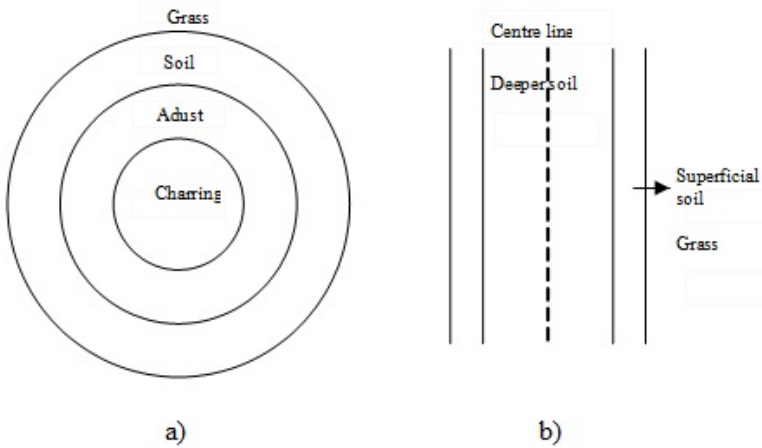 Grass
Soil
Adust
Charring
a)
Centre line
Deeper soil
Superficial
soil
Grass
b)